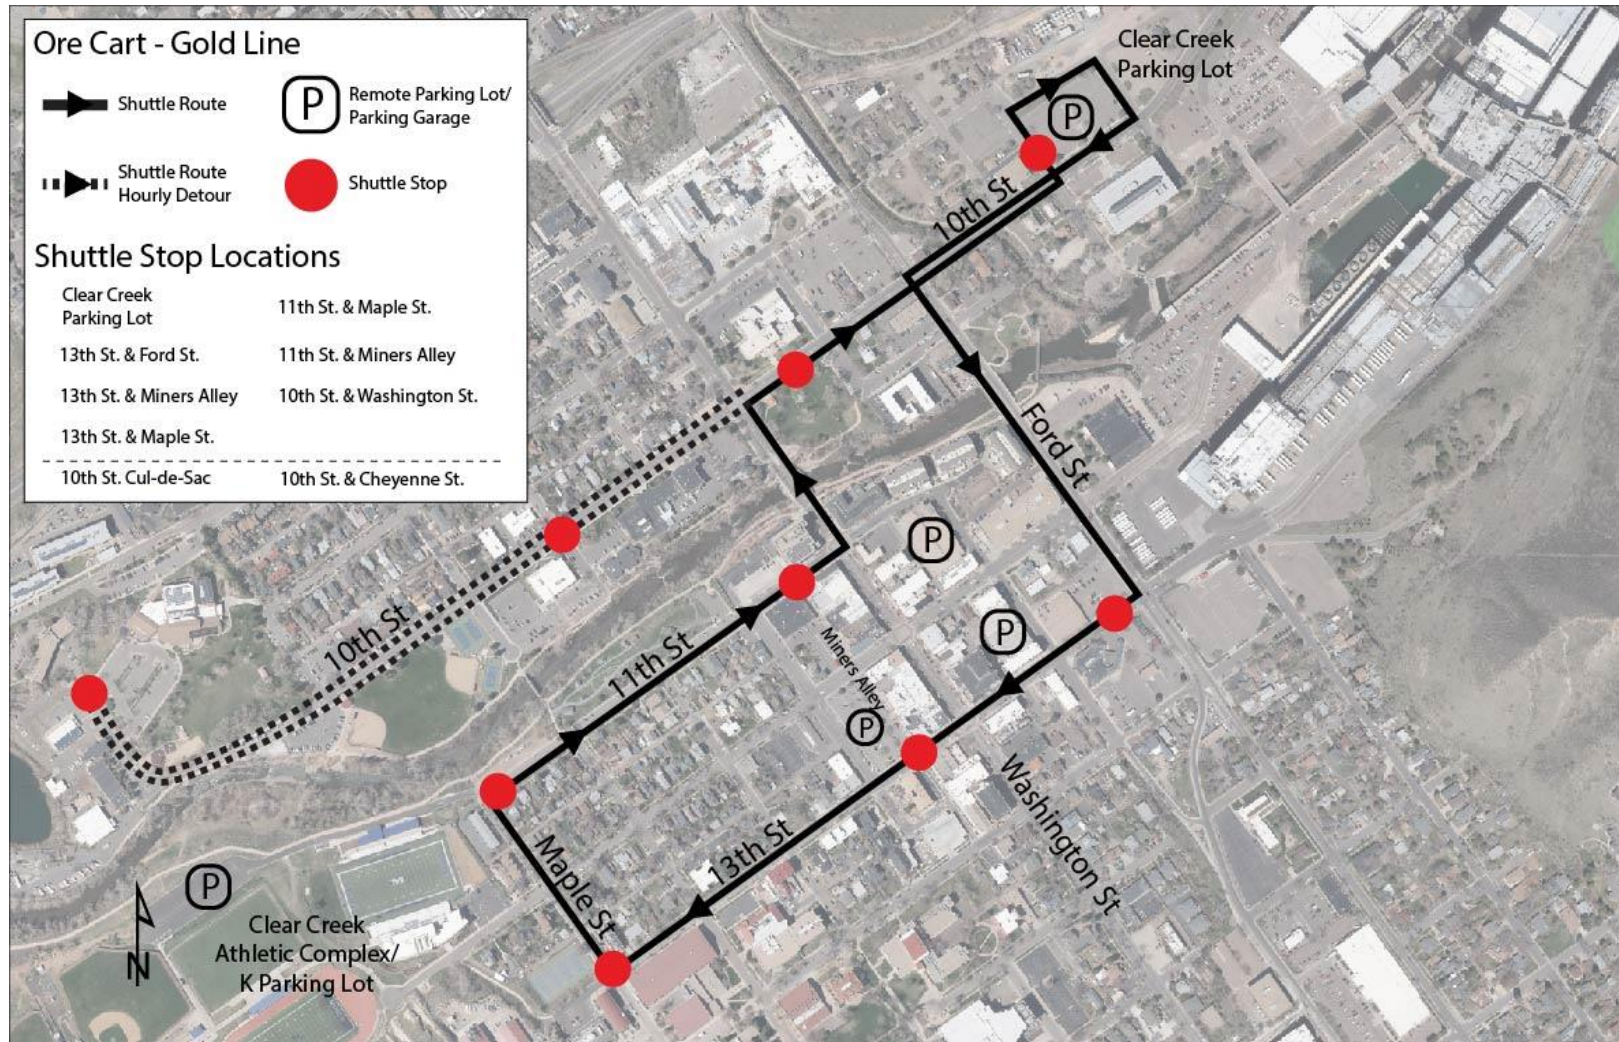 Ore Cart - Gold Line
Shuttle Route
P
Remote Parking Lot/
Parking Garage
Shuttle Route
Hourly Detour
Shuttle Stop
Shuttle Stop Locations
Clear Creek
Parking Lot
11th St. & Maple St.
13th St. & Ford St.
11th St. & Miners Alley
13th St. & Miners Alley
10th St. & Washington St.
13th St. & Maple St.
10th St. Cul-de-Sac
10th St. & Cheyenne St.
Clear Creek
Parking Lot
P
10th St
Ford St
P
P
10th St
11th St
Miners Alley
P
Washington St
13th St
Maple St
P
Clear Creek
Athletic Complex/
K Parking Lot
N